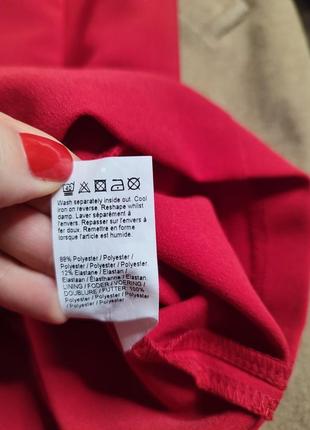 Wash separately inside out. Cool
iron on reverse. Reshape whilst
damp. Laver séparément à
l'envers. Repasser sur l'envers à
fer doux. Remettre en forme
lorsque l'article est humide.
88% Polyester / Polyester /
Polyester / Polyester / Polyester
12% Elastane / Elastan /
Elastaan / Élasthanne / Elastan
LINING / FODER / VOERING /
DOUBLURE / FUTTER: 100%
Polyester / Polyester /
Polyester / Polyester / Polyester